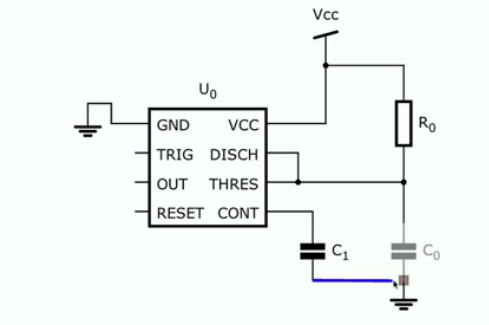 Vcc
U0
GND VCC
R0
TRIG DISCH
OUT THRES
RESET CONT
C1 C0